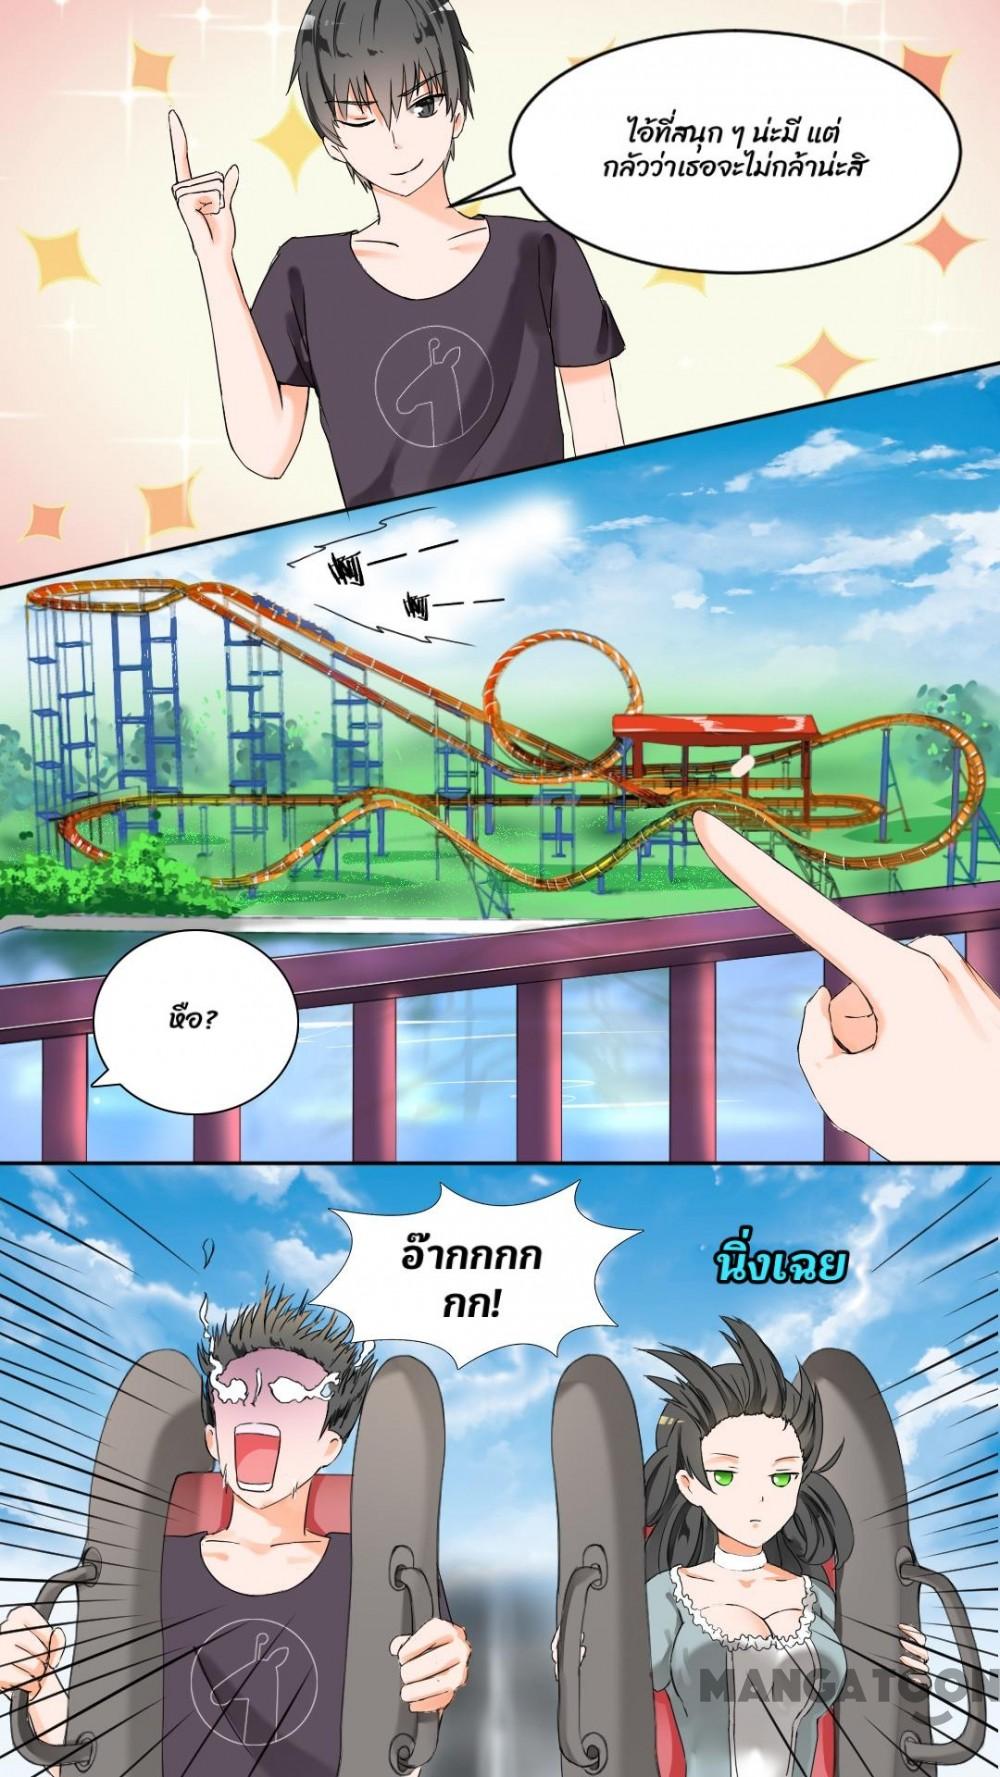 ไอ้ที่สนุก ๆ น่ะมี แต่
กลัวว่าเธอจะไม่กล้าน่ะสิ
啊
啊
หือ?
อ๊ากกกก
กก!
นิ่งเฉย
MANGATOON